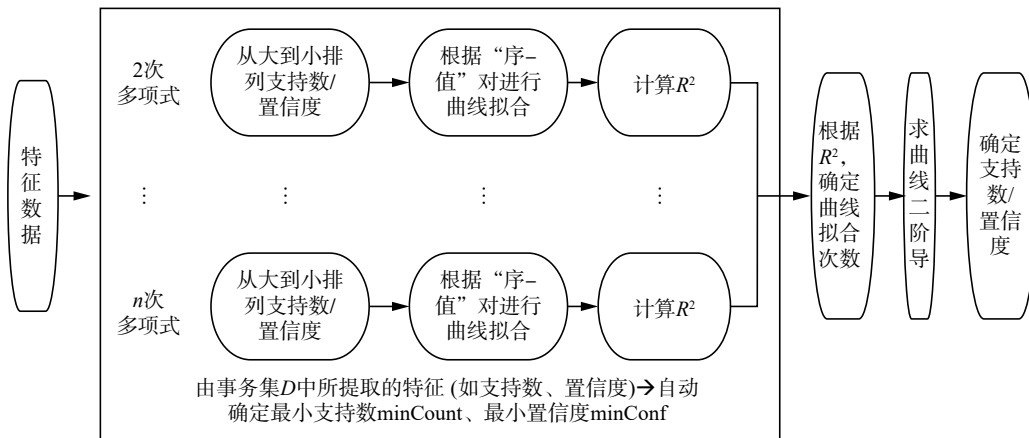 特
征
数
据
2次
多项式
从大到小排
列支持数/
置信度
根据“序−
值”对进行
曲线拟合
计算R²
⋮
⋮
⋮
⋮
n次
多项式
从大到小排
列支持数/
置信度
根据“序−
值”对进行
曲线拟合
计算R²
由事务集D中所提取的特征 (如支持数、置信度)→自动
确定最小支持数minCount、最小置信度minConf
根据
R²,
确定
曲线
拟合
次数
求
曲
线
二
阶
导
确定
支持
数/
置信
度